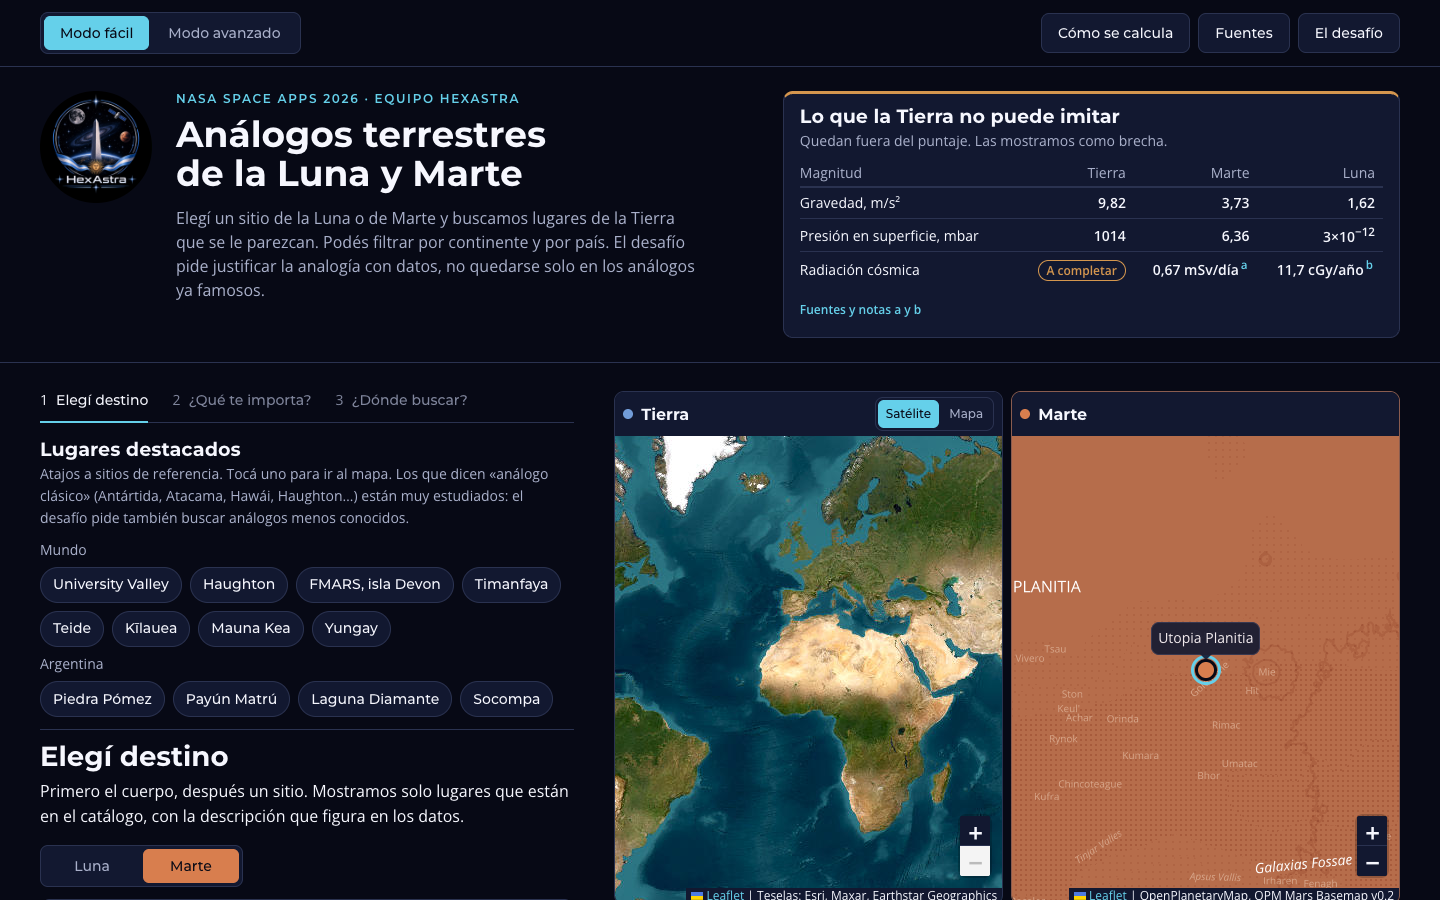 Modo fácil
Modo avanzado
Cómo se calcula
Fuentes
El desafío
HexAstra
NASA SPACE APPS 2026 · EQUIPO HEXASTRA
Análogos terrestres
de la Luna y Marte
Elegí un sitio de la Luna o de Marte y buscamos lugares de la Tierra
que se le parezcan. Podés filtrar por continente y por país. El desafío
pide justificar la analogía con datos, no quedarse solo en los análogos
ya famosos.
Lo que la Tierra no puede imitar
Quedan fuera del puntaje. Las mostramos como brecha.
Magnitud Tierra Marte Luna
Gravedad, m/s² 9,82 3,73 1,62
Presión en superficie, mbar 1014 6,36 3×10⁻¹²
Radiación cósmica A completar 0,67 mSv/día a 11,7 cGy/año b
Fuentes y notas a y b
1 Elegí destino
2 ¿Qué te importa?
3 ¿Dónde buscar?
Lugares destacados
Atajos a sitios de referencia. Tocá uno para ir al mapa. Los que dicen «análogo
clásico» (Antártida, Atacama, Hawái, Haughton...) están muy estudiados: el
desafío pide también buscar análogos menos conocidos.
Mundo
University Valley
Haughton
FMARS, isla Devon
Timanfaya
Teide
Kīlauea
Mauna Kea
Yungay
Argentina
Piedra Pómez
Payún Matrú
Laguna Diamante
Socompa
Elegí destino
Primero el cuerpo, después un sitio. Mostramos solo lugares que están
en el catálogo, con la descripción que figura en los datos.
Luna
Marte
Tierra
Satélite
Mapa
+
−
Leaflet | Teselas: Esri, Maxar, Earthstar Geographics
Marte
PLANITIA
Utopia Planitia
Tsau
Vivero
Mie
Hit
Ston
Keul'
Achar
Orinda
Rimac
Rynok
Kumara
Umatac
Bhor
Chincoteague
Kufra
Tinjar Valles
Galaxias Fossae
Apsus Vallis
Irharen
Fenagh
+
−
Leaflet | OpenPlanetaryMap, OPM Mars Basemap v0.2